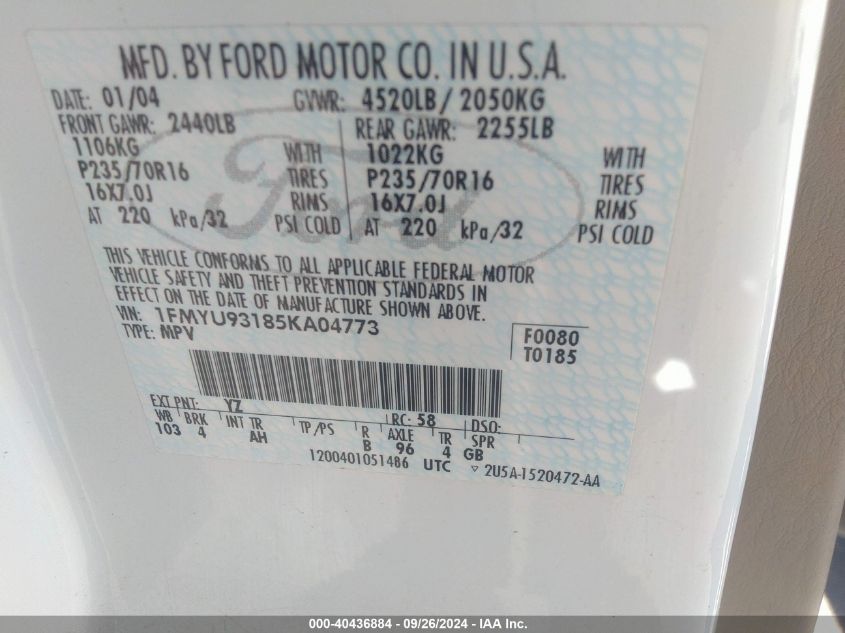 MFD. BY FORD MOTOR CO. IN U.S.A.
DATE: 01/04 GVWR: 4520LB/ 2050KG
FRONT GAWR: 2440LB REAR GAWR: 2255LB
1106KG WITH 1022KG WITH
P235/70R16 TIRES P235/70R16 TIRES
16X7.0J RIMS 16X7.0J RIMS
AT 220 kPa/32 PSI COLD AT 220 kPa/32 PSI COLD
Ford
THIS VEHICLE CONFORMS TO ALL APPLICABLE FEDERAL MOTOR
VEHICLE SAFETY AND THEFT PREVENTION STANDARDS IN
EFFECT ON THE DATE OF MANUFACTURE SHOWN ABOVE.
VIN: 1FMYU93185KA04773 F0080
TYPE: MPV T0185
EXT PNT: YZ RC: 58 DSO:
WB BRK INT TR TP/PS R AXLE TR SPR
103 4 AH B 96 4 GB
1200401051486 UTC ▿ 2U5A-1520472-AA
000-40436884 - 09/26/2024 - IAA Inc.